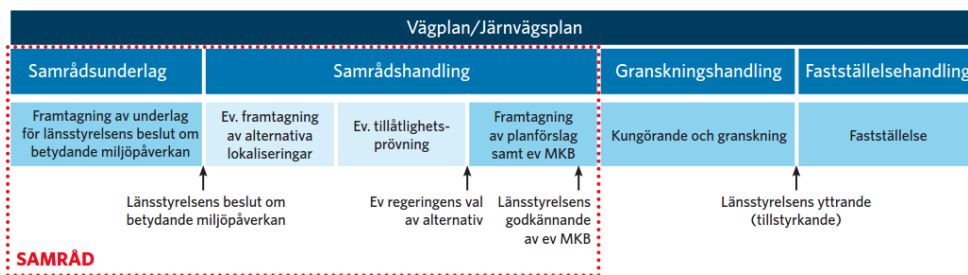 Vägplan/Järnvägsplan
Samrådsunderlag
Samrådshandling
Granskningshandling
Fastställelsehandling
Framtagning av underlag
för länsstyrelsens beslut om
betydande miljöpåverkan
Ev. framtagning
av alternativa
lokaliseringar
Ev. tillåtlighets-
prövning
Framtagning
av planförslag
samt ev MKB
Kungörande och granskning
Fastställelse
Länsstyrelsens beslut om
betydande miljöpåverkan
Ev regeringens val
av alternativ
Länsstyrelsens
godkännande
av ev MKB
Länsstyrelsens yttrande
(tillstyrkande)
SAMRÅD